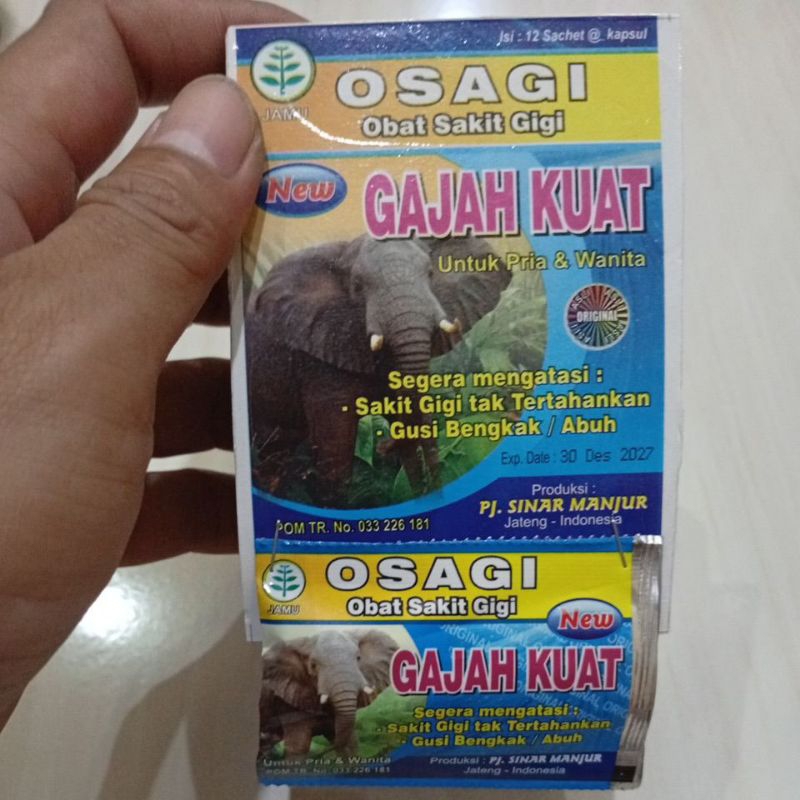 Isi : 12 Sachet @ kapsul
JAMU
OSAGI
Obat Sakit Gigi
New
GAJAH KUAT
Untuk Pria & Wanita
ORIGINAL
Segera mengatasi :
- Sakit Gigi tak Tertahankan
- Gusi Bengkak / Abuh
Exp. Date : 30 Des 2027
Produksi :
PJ. SINAR MANJUR
Jateng - Indonesia
POM TR. No. 033 226 181
JAMU
OSAGI
Obat Sakit Gigi
New
GAJAH KUAT
Segera mengatasi :
- Sakit Gigi tak Tertahankan
- Gusi Bengkak / Abuh
Untuk Pria & Wanita
POM TR. No. 033 226 181
Produksi : PJ. SINAR MANJUR
Jateng - Indonesia